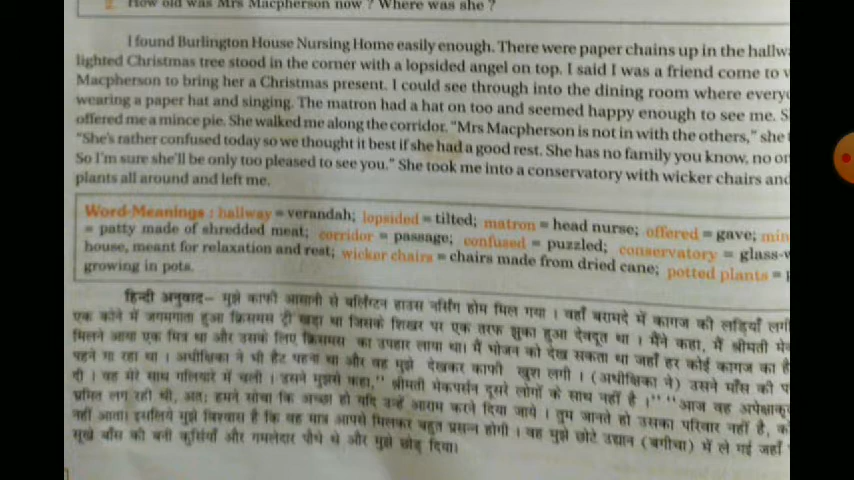 2. How old was Mrs Macpherson now ? Where was she ?
I found Burlington House Nursing Home easily enough. There were paper chains up in the hallw
lighted Christmas tree stood in the corner with a lopsided angel on top. I said I was a friend come to v
Macpherson to bring her a Christmas present. I could see through into the dining room where every
wearing a paper hat and singing. The matron had a hat on too and seemed happy enough to see me. S
offered me a mince pie. She walked me along the corridor. "Mrs Macpherson is not in with the others," she
"She's rather confused today so we thought it best if she had a good rest. She has no family you know, no on
So I'm sure she'll be only too pleased to see you." She took me into a conservatory with wicker chairs and
plants all around and left me.
Word-Meanings : hallway = verandah; lopsided = tilted; matron = head nurse; offered = gave; min
= patty made of shredded meat; corridor = passage; confused = puzzled; conservatory = glass-
house, meant for relaxation and rest; wicker chairs = chairs made from dried cane; potted plants =
growing in pots.
हिन्दी अनुवाद– मुझे काफी आसानी से बर्लिंग्टन हाउस नर्सिंग होम मिल गया । वहाँ बरामदे में कागज की लड़ियाँ लगी
एक कोने में जगमगाता हुआ क्रिसमस ट्री खड़ा था जिसके शिखर पर एक तरफ झुका हुआ देवदूत था । मैंने कहा, मैं श्रीमती मे
मिलने आया एक मित्र था और उसके लिए क्रिसमस का उपहार लाया था। मैं भोजन को देख सकता था जहाँ हर कोई कागज का है
पहने गा रहा था । अधीक्षिका ने भी हैट पहना था और वह मुझे देखकर काफी खुश लगी । (अधीक्षिका ने) उसने माँस की प
दी । वह मेरे साथ गलियारे में चली । उसने मुझसे कहा," श्रीमती मेकफर्सन दूसरे लोगों के साथ नहीं है ।" "आज वह अपेक्षाकृ
भ्रमित लग रही थी, अतः हमने सोचा कि अच्छा हो यदि उन्हें आराम करने दिया जाये । तुम जानते हो उसका परिवार नहीं है, क
नहीं आता। इसलिये मुझे विश्वास है कि वह मात्र आपसे मिलकर बहुत प्रसन्न होगी । वह मुझे छोटे उद्यान (बगीचा) में ले गई जहाँ
सूखे बाँस की बनी कुर्सियाँ और गमलेदार पौधे थे और मुझे छोड़ दिया।